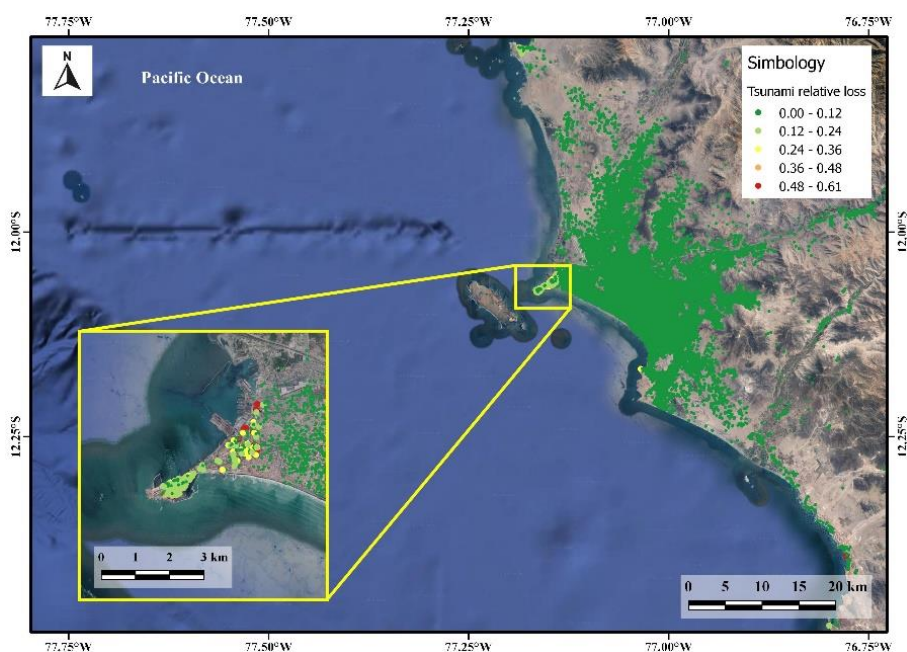 77.75°W 77.50°W 77.25°W 77.00°W 76.75°W
N
Pacific Ocean
Simbology
Tsunami relative loss
0.00 - 0.12
0.12 - 0.24
0.24 - 0.36
0.36 - 0.48
0.48 - 0.61
12.00°S 12.00°S
12.25°S 12.25°S
0 1 2 3 km
0 5 10 15 20 km
77.75°W 77.50°W 77.25°W 77.00°W 76.75°W